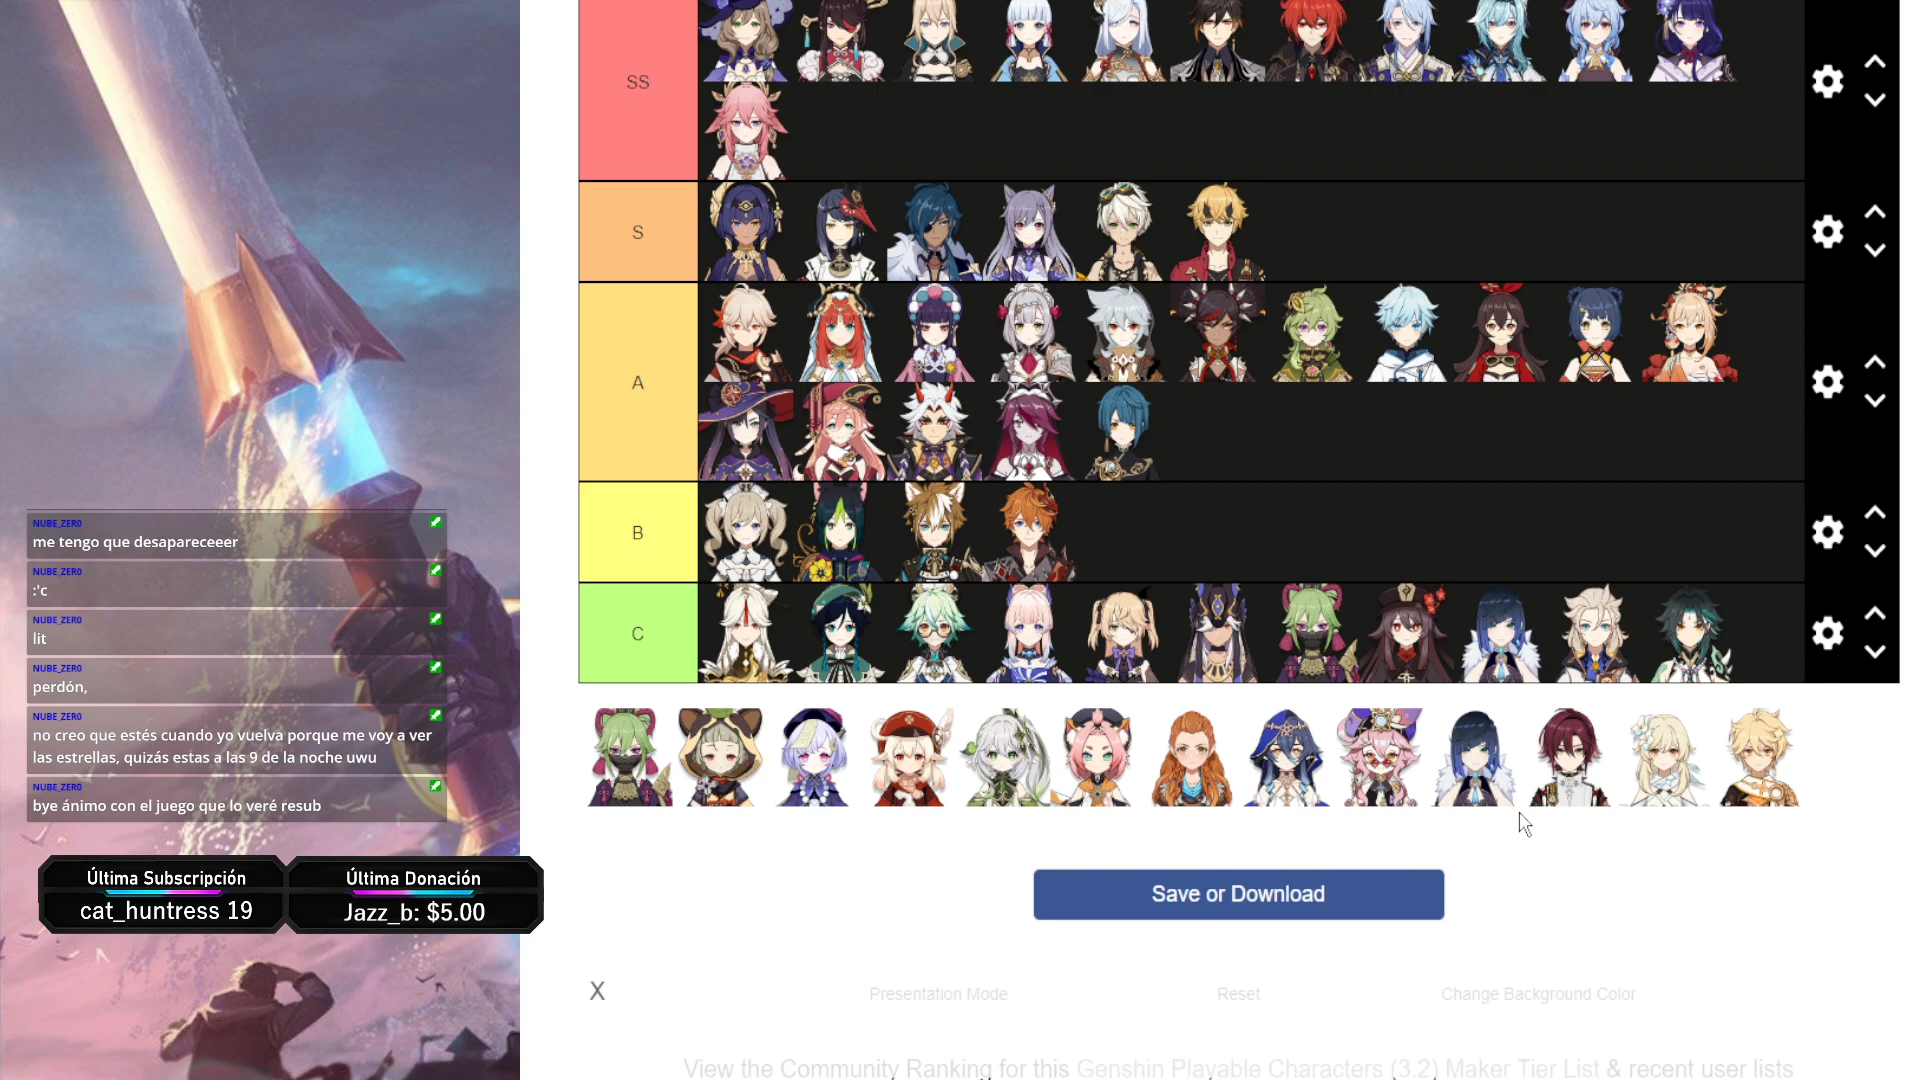 SS
S
A
B
C
NUBE_ZERO
me tengo que desapareceeer
NUBE_ZERO
:'c
NUBE_ZERO
lit
NUBE_ZERO
perdón,
NUBE_ZERO
no creo que estés cuando yo vuelva porque me voy a ver
las estrellas, quizás estas a las 9 de la noche uwu
NUBE_ZERO
bye ánimo con el juego que lo veré resub
Última Subscripción
cat_huntress 19
Última Donación
Jazz_b: $5.00
Save or Download
X
Presentation Mode
Reset
Change Background Color
View the Community Ranking for this Genshin Playable Characters (3.2) Maker Tier List & recent user lists